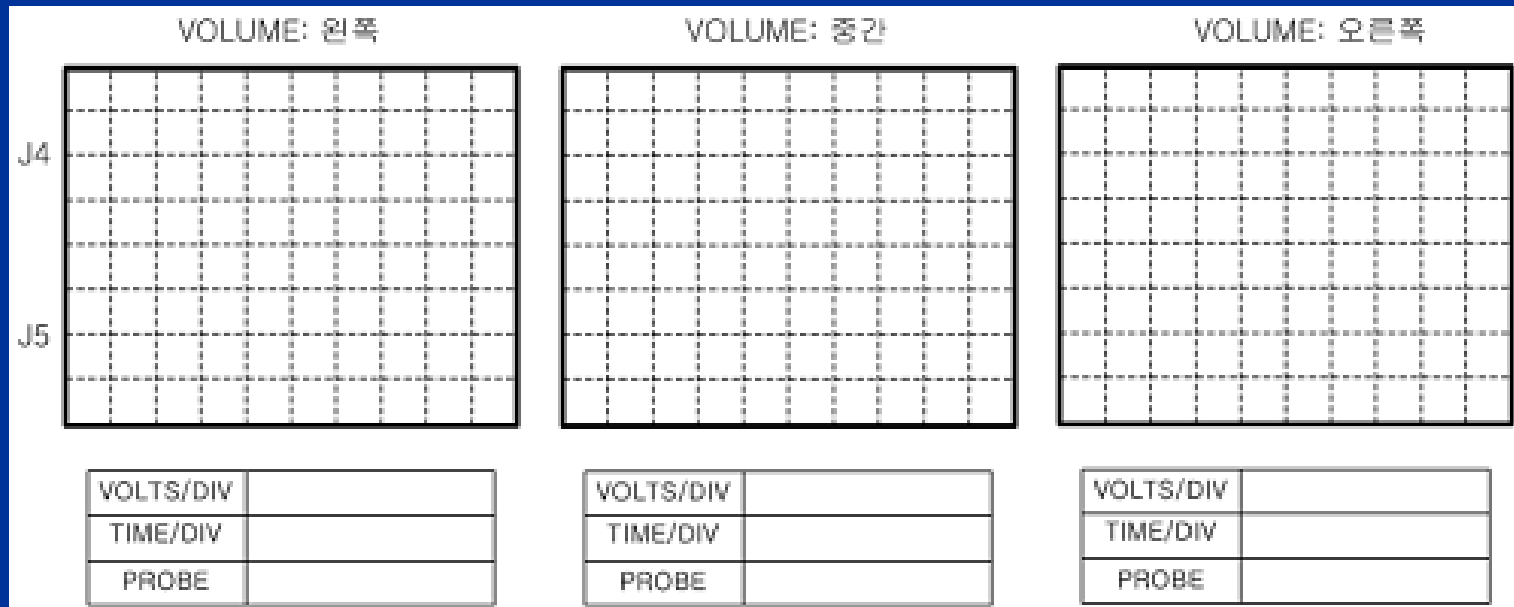 VOLUME: 왼쪽
VOLUME: 중간
VOLUME: 오른쪽
J4
J5
VOLTS/DIV
TIME/DIV
PROBE
VOLTS/DIV
TIME/DIV
PROBE
VOLTS/DIV
TIME/DIV
PROBE